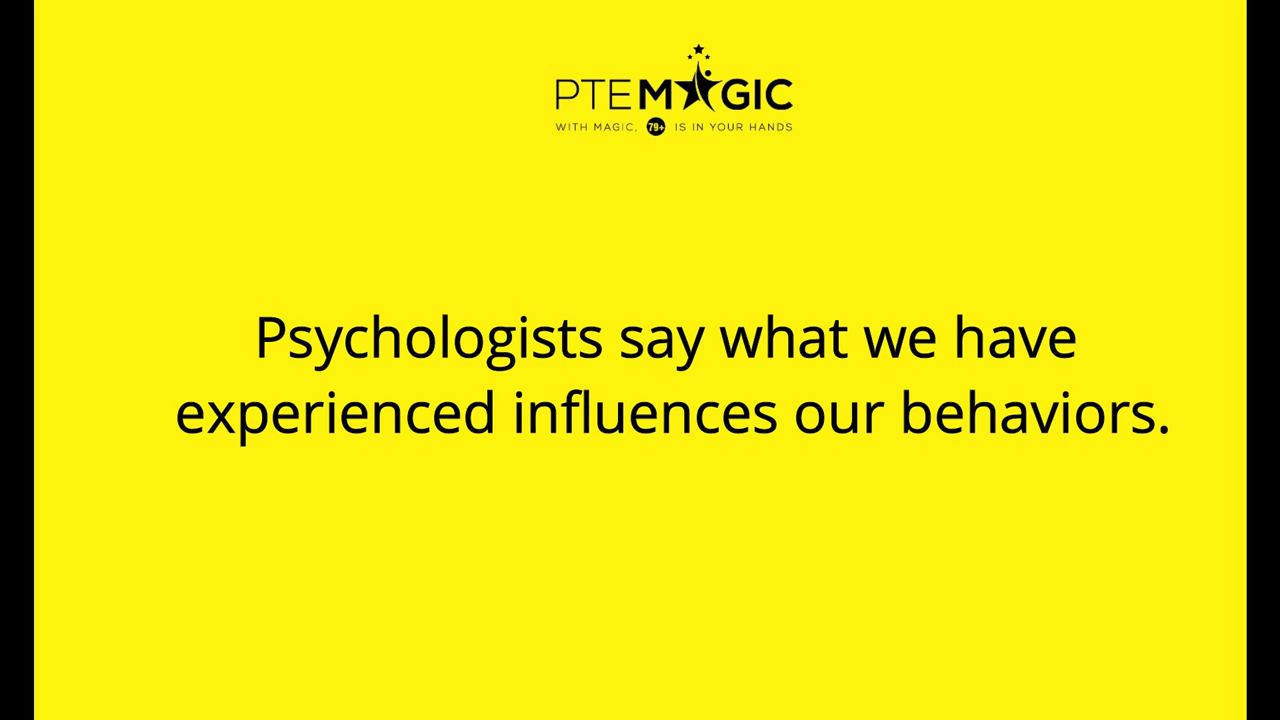 PTEMAGIC
WITH MAGIC, 79+ IS IN YOUR HANDS
Psychologists say what we have
experienced influences our behaviors.